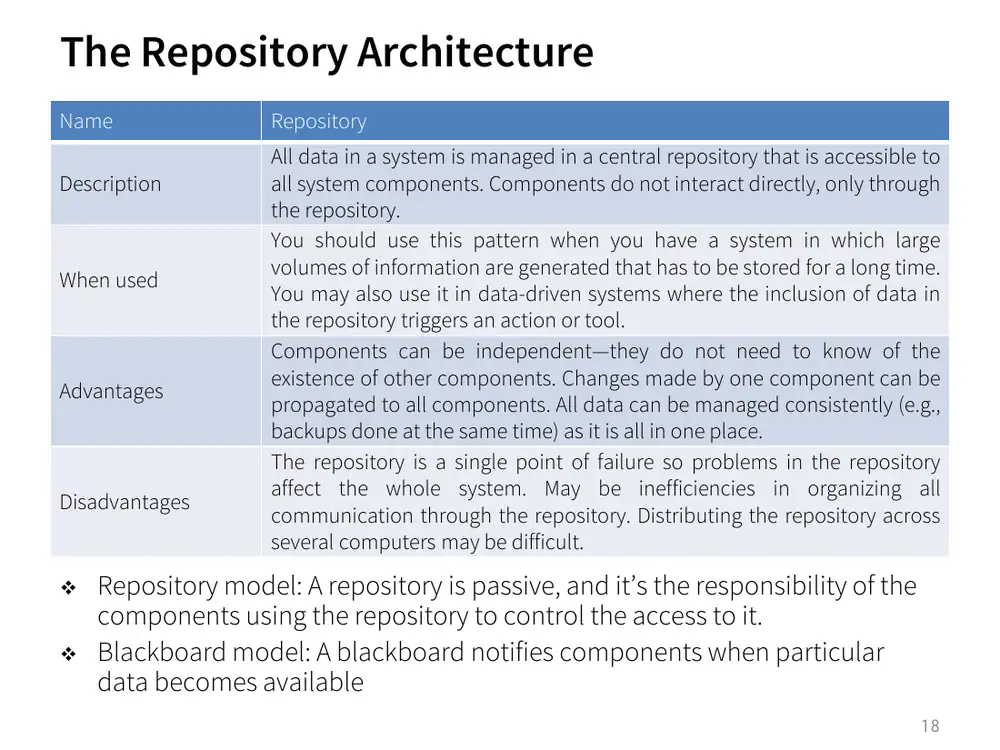 The Repository Architecture
Name
Repository
Description
All data in a system is managed in a central repository that is accessible to
all system components. Components do not interact directly, only through
the repository.
When used
You should use this pattern when you have a system in which large
volumes of information are generated that has to be stored for a long time.
You may also use it in data-driven systems where the inclusion of data in
the repository triggers an action or tool.
Advantages
Components can be independent—they do not need to know of the
existence of other components. Changes made by one component can be
propagated to all components. All data can be managed consistently (e.g.,
backups done at the same time) as it is all in one place.
Disadvantages
The repository is a single point of failure so problems in the repository
affect the whole system. May be inefficiencies in organizing all
communication through the repository. Distributing the repository across
several computers may be difficult.
❖ Repository model: A repository is passive, and it’s the responsibility of the
components using the repository to control the access to it.
❖ Blackboard model: A blackboard notifies components when particular
data becomes available
18